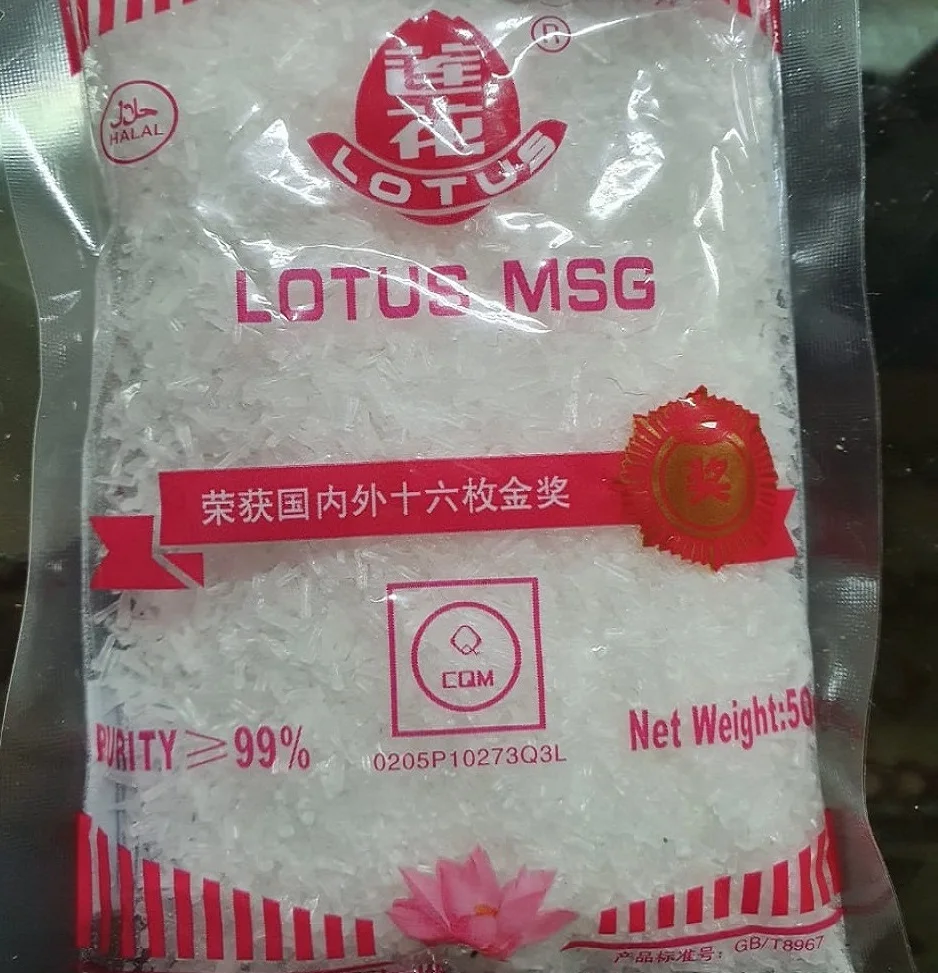 莲花
®
LOTUS
حلال
HALAL
LOTUS MSG
荣获国内外十六枚金奖
奖
Q
CQM
PURITY ≥ 99%
0205P10273Q3L
Net Weight:50
产品标准号: GB/T8967